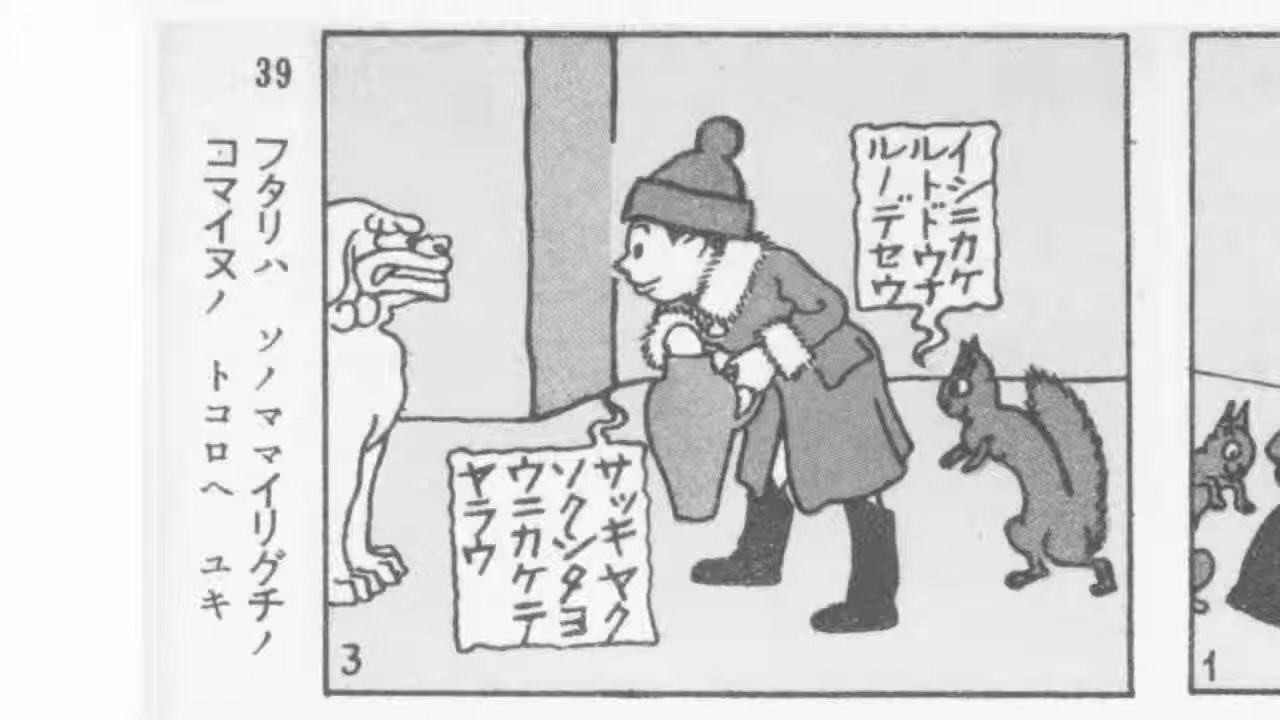 1
イシニカケ
ルトドウナ
ルノデセウ
サッキヤク
ソクシタヨ
ウニカケテ
ヤラウ
3
39
フタリハ ソノママイリグチノ
コマイヌノ トコロヘ ユキ